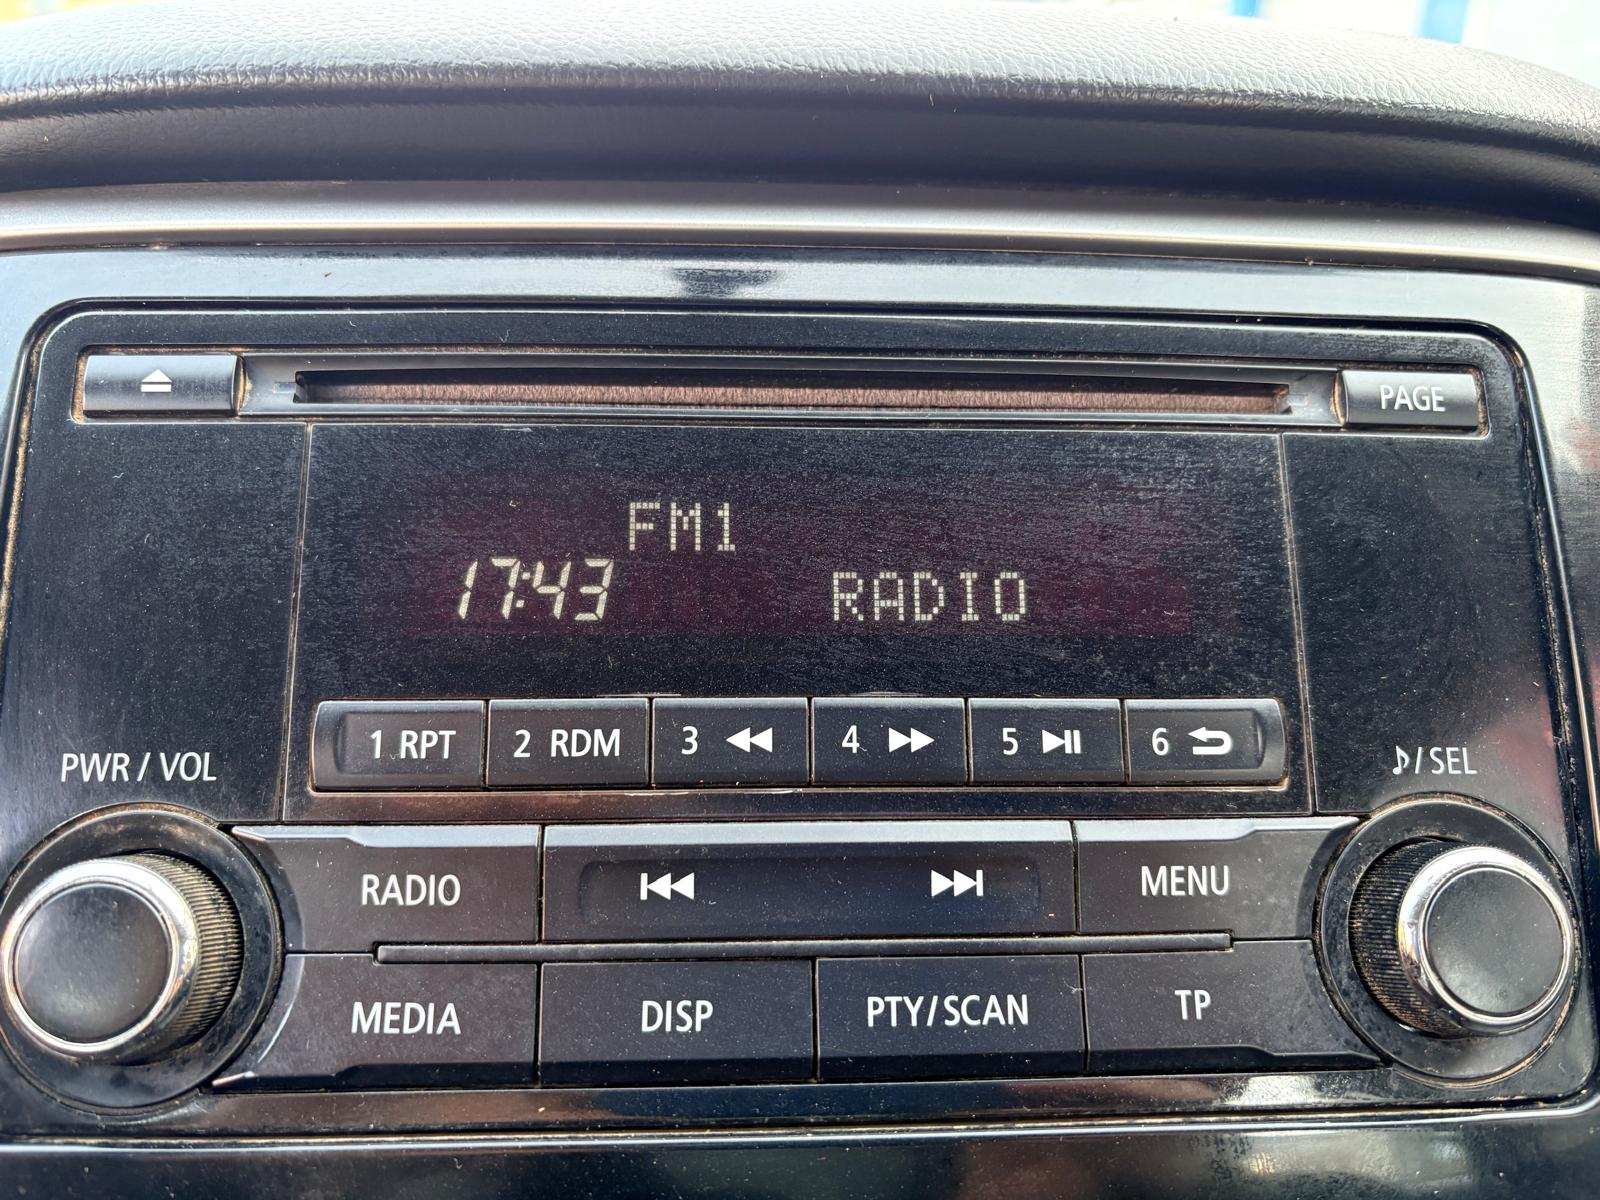 PAGE
FM1
17:43 RADIO
1 RPT 2 RDM 3 4 5 6
PWR / VOL
/ SEL
RADIO
MENU
MEDIA DISP PTY/SCAN TP